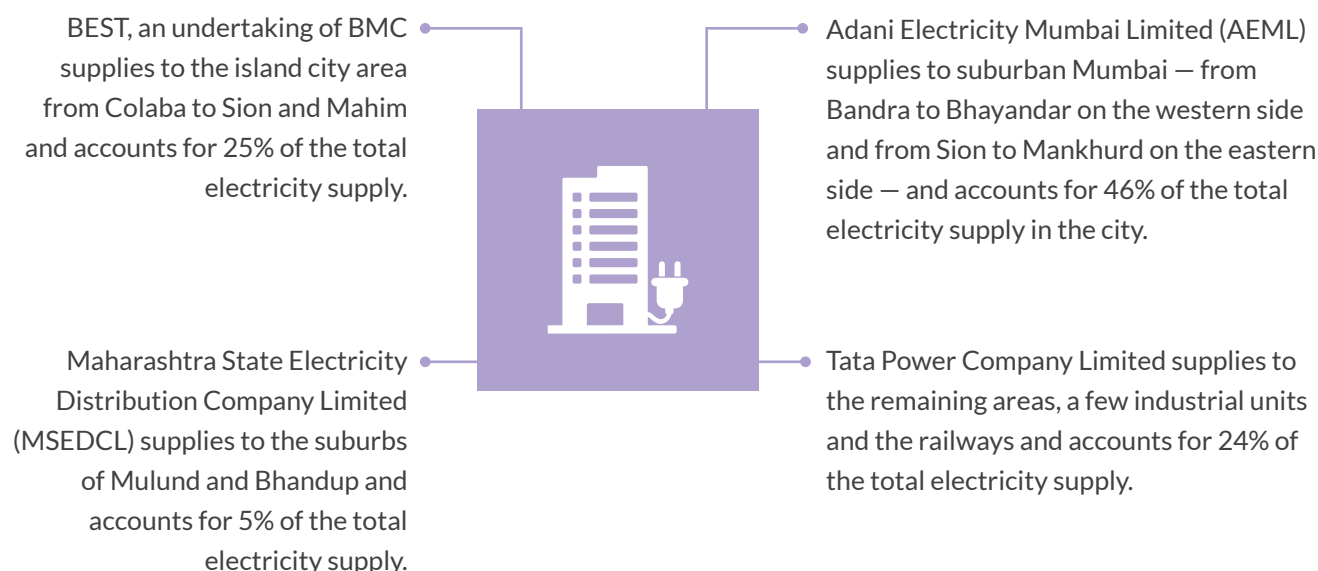 BEST, an undertaking of BMC
supplies to the island city area
from Colaba to Sion and Mahim
and accounts for 25% of the total
electricity supply.
Adani Electricity Mumbai Limited (AEML)
supplies to suburban Mumbai — from
Bandra to Bhayandar on the western side
and from Sion to Mankhurd on the eastern
side — and accounts for 46% of the total
electricity supply in the city.
Maharashtra State Electricity
Distribution Company Limited
(MSEDCL) supplies to the suburbs
of Mulund and Bhandup and
accounts for 5% of the total
electricity supply.
Tata Power Company Limited supplies to
the remaining areas, a few industrial units
and the railways and accounts for 24% of
the total electricity supply.